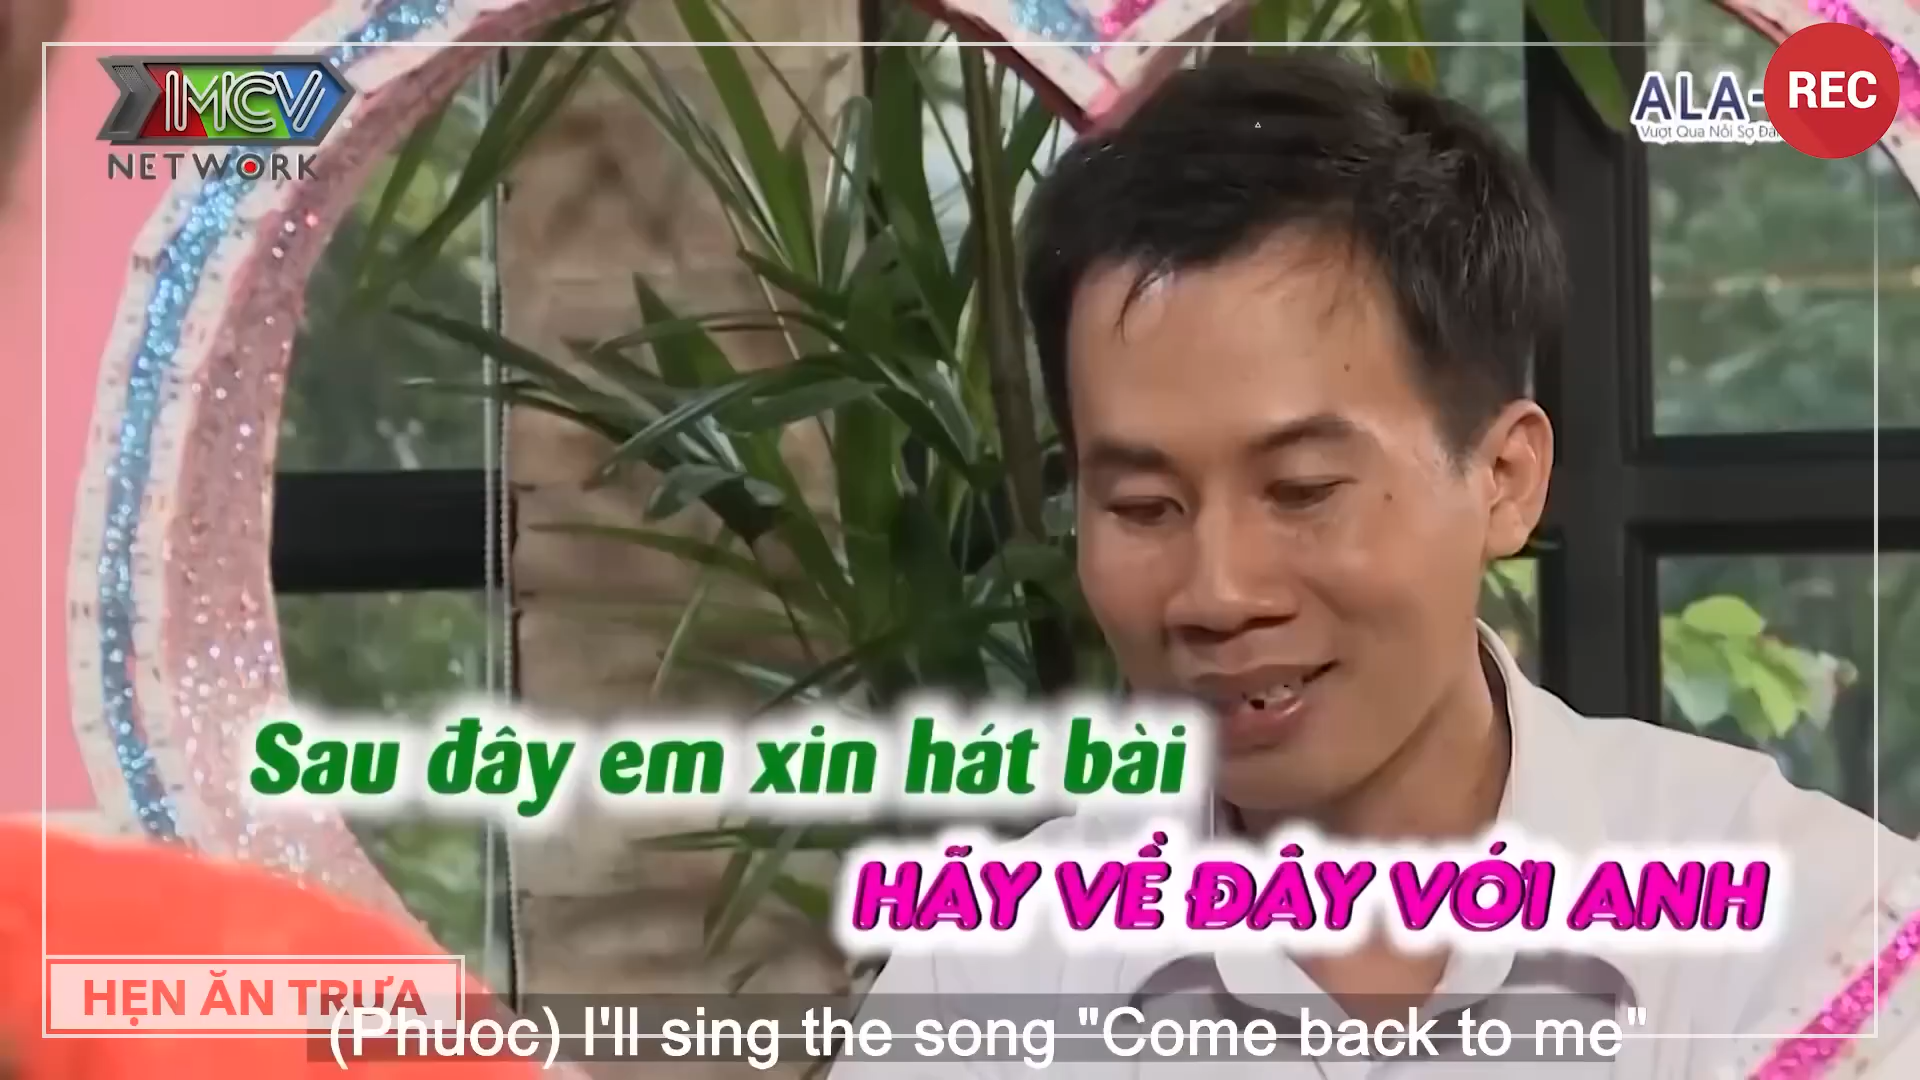 MCV
NETWORK
ALA-
REC
Vượt Qua Nỗi Sợ
Sau đây em xin hát bài
HÃY VỀ ĐÂY VỚI ANH
HẸN ĂN TRƯA
(Phuoc) I'll sing the song "Come back to me"